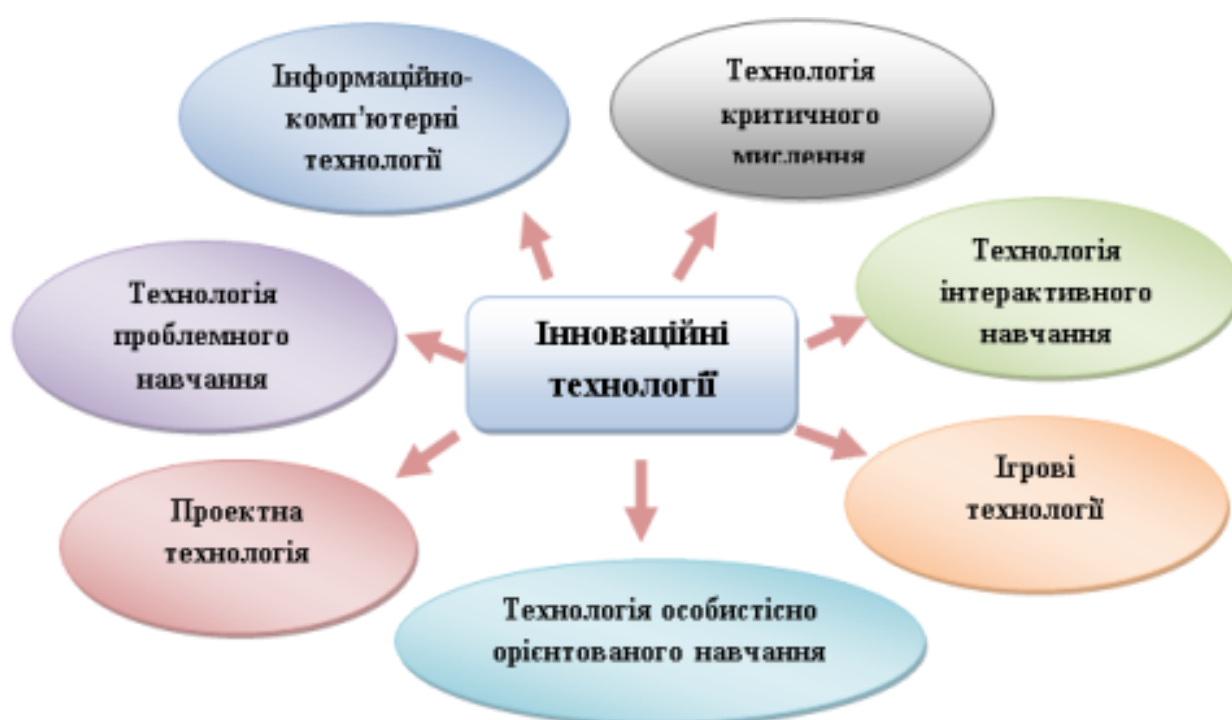 Інформаційно-
комп'ютерні
технології
Технологія
критичного
мислення
Технологія
проблемного
навчання
Інноваційні
технології
Технологія
інтерактивного
навчання
Проектна
технологія
Ігрові
технології
Технологія особистісно
орієнтованого навчання